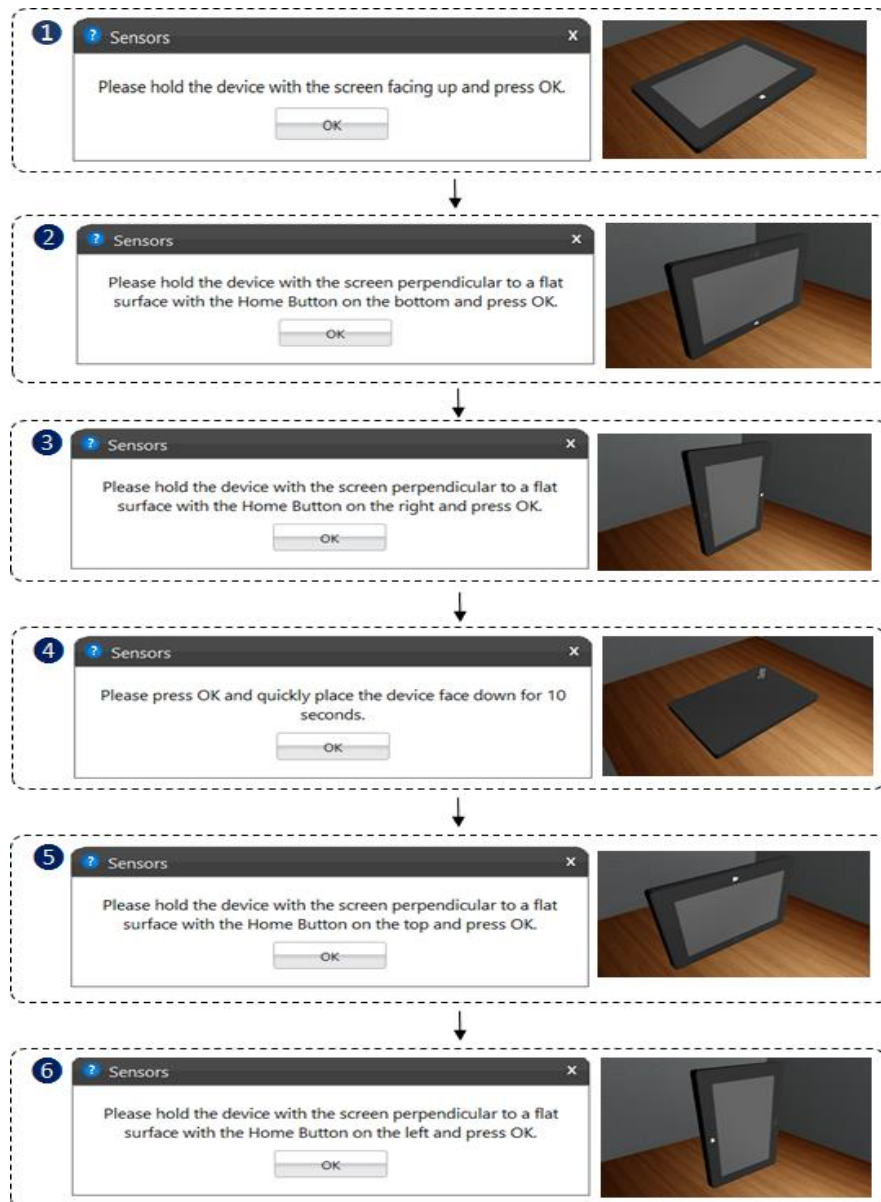 1
? Sensors x
Please hold the device with the screen facing up and press OK.
OK
2
? Sensors x
Please hold the device with the screen perpendicular to a flat
surface with the Home Button on the bottom and press OK.
OK
3
? Sensors x
Please hold the device with the screen perpendicular to a flat
surface with the Home Button on the right and press OK.
OK
4
? Sensors x
Please press OK and quickly place the device face down for 10
seconds.
OK
5
? Sensors x
Please hold the device with the screen perpendicular to a flat
surface with the Home Button on the top and press OK.
OK
6
? Sensors x
Please hold the device with the screen perpendicular to a flat
surface with the Home Button on the left and press OK.
OK